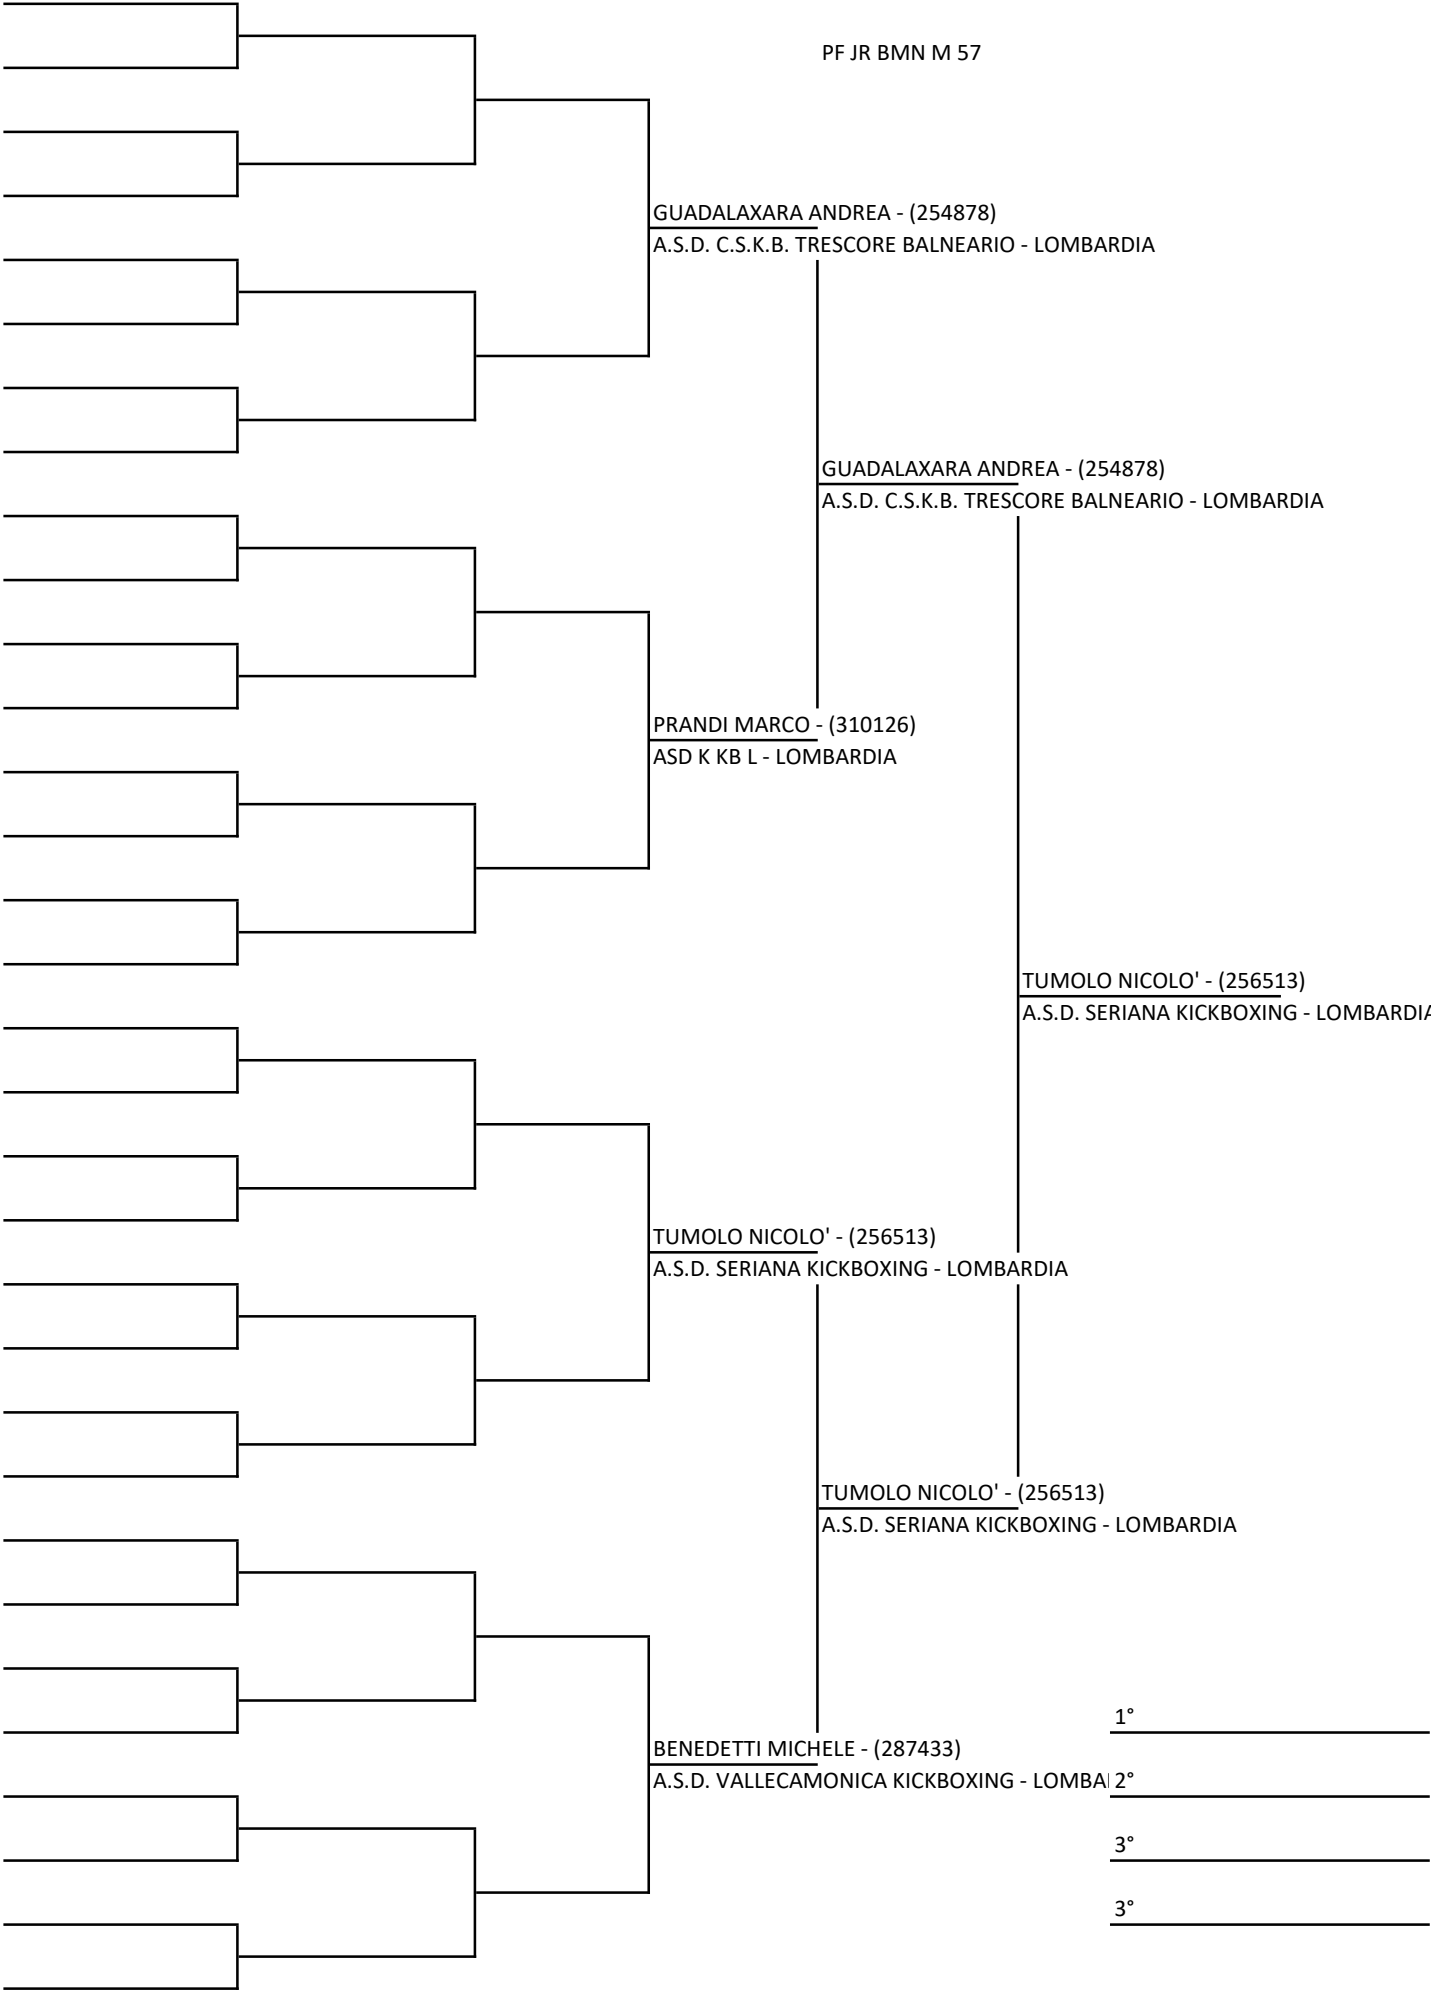 PF JR BMN M 57
GUADALAXARA ANDREA - (254878)
A.S.D. C.S.K.B. TRESCORE BALNEARIO - LOMBARDIA
GUADALAXARA ANDREA - (254878)
A.S.D. C.S.K.B. TRESCORE BALNEARIO - LOMBARDIA
PRANDI MARCO - (310126)
ASD K KB L - LOMBARDIA
TUMOLO NICOLO' - (256513)
A.S.D. SERIANA KICKBOXING - LOMBARDIA
TUMOLO NICOLO' - (256513)
A.S.D. SERIANA KICKBOXING - LOMBARDIA
TUMOLO NICOLO' - (256513)
A.S.D. SERIANA KICKBOXING - LOMBARDIA
1°
BENEDETTI MICHELE - (287433)
A.S.D. VALLECAMONICA KICKBOXING - LOMBA
2°
3°
3°